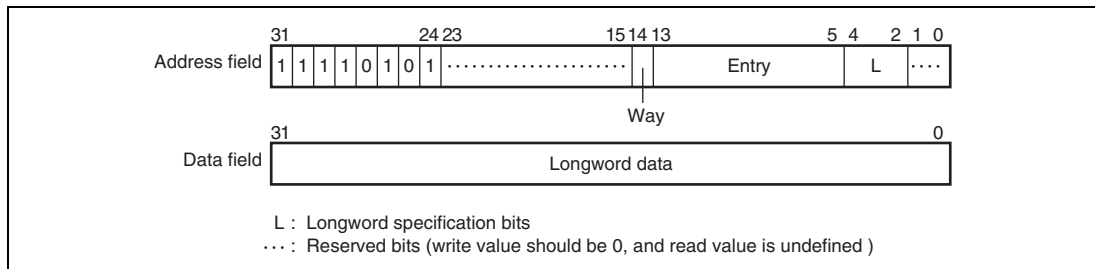 31 24 23 15 14 13 5 4 2 1 0
Address field 1 1 1 1 0 1 0 1 ························ Entry L ····
Way
31 0
Data field Longword data
L : Longword specification bits
··· : Reserved bits (write value should be 0, and read value is undefined )